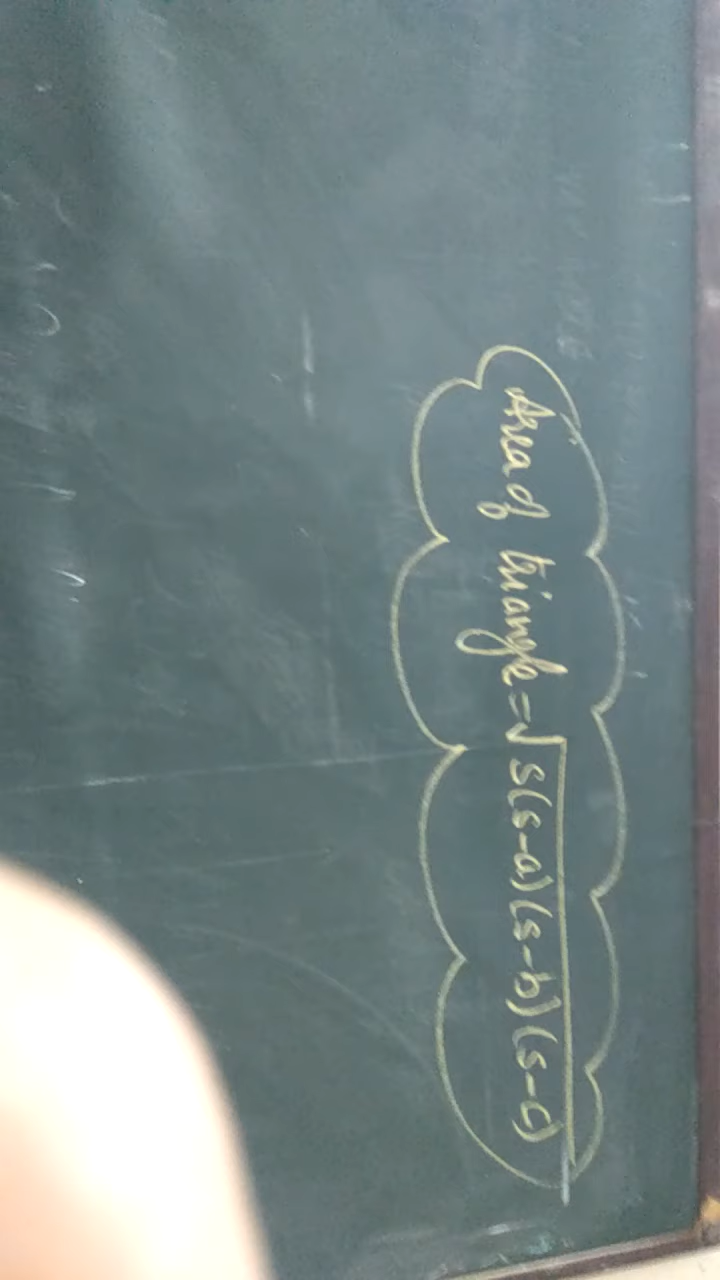 Area of triangle = √s(s-a)(s-b)(s-c)